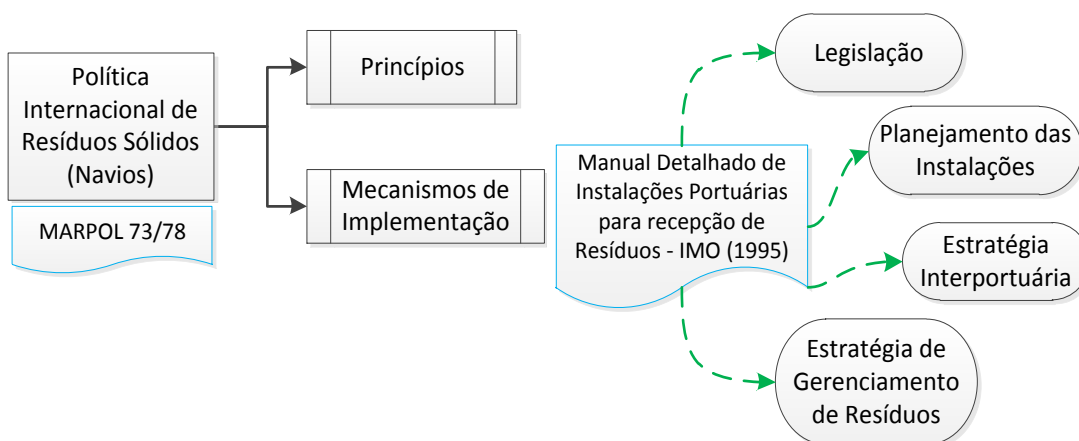 Política
Internacional de
Resíduos Sólidos
(Navios)
MARPOL 73/78
Princípios
Mecanismos de
Implementação
Manual Detalhado de
Instalações Portuárias
para recepção de
Resíduos - IMO (1995)
Legislação
Planejamento das
Instalações
Estratégia
Interportuária
Estratégia de
Gerenciamento
de Resíduos